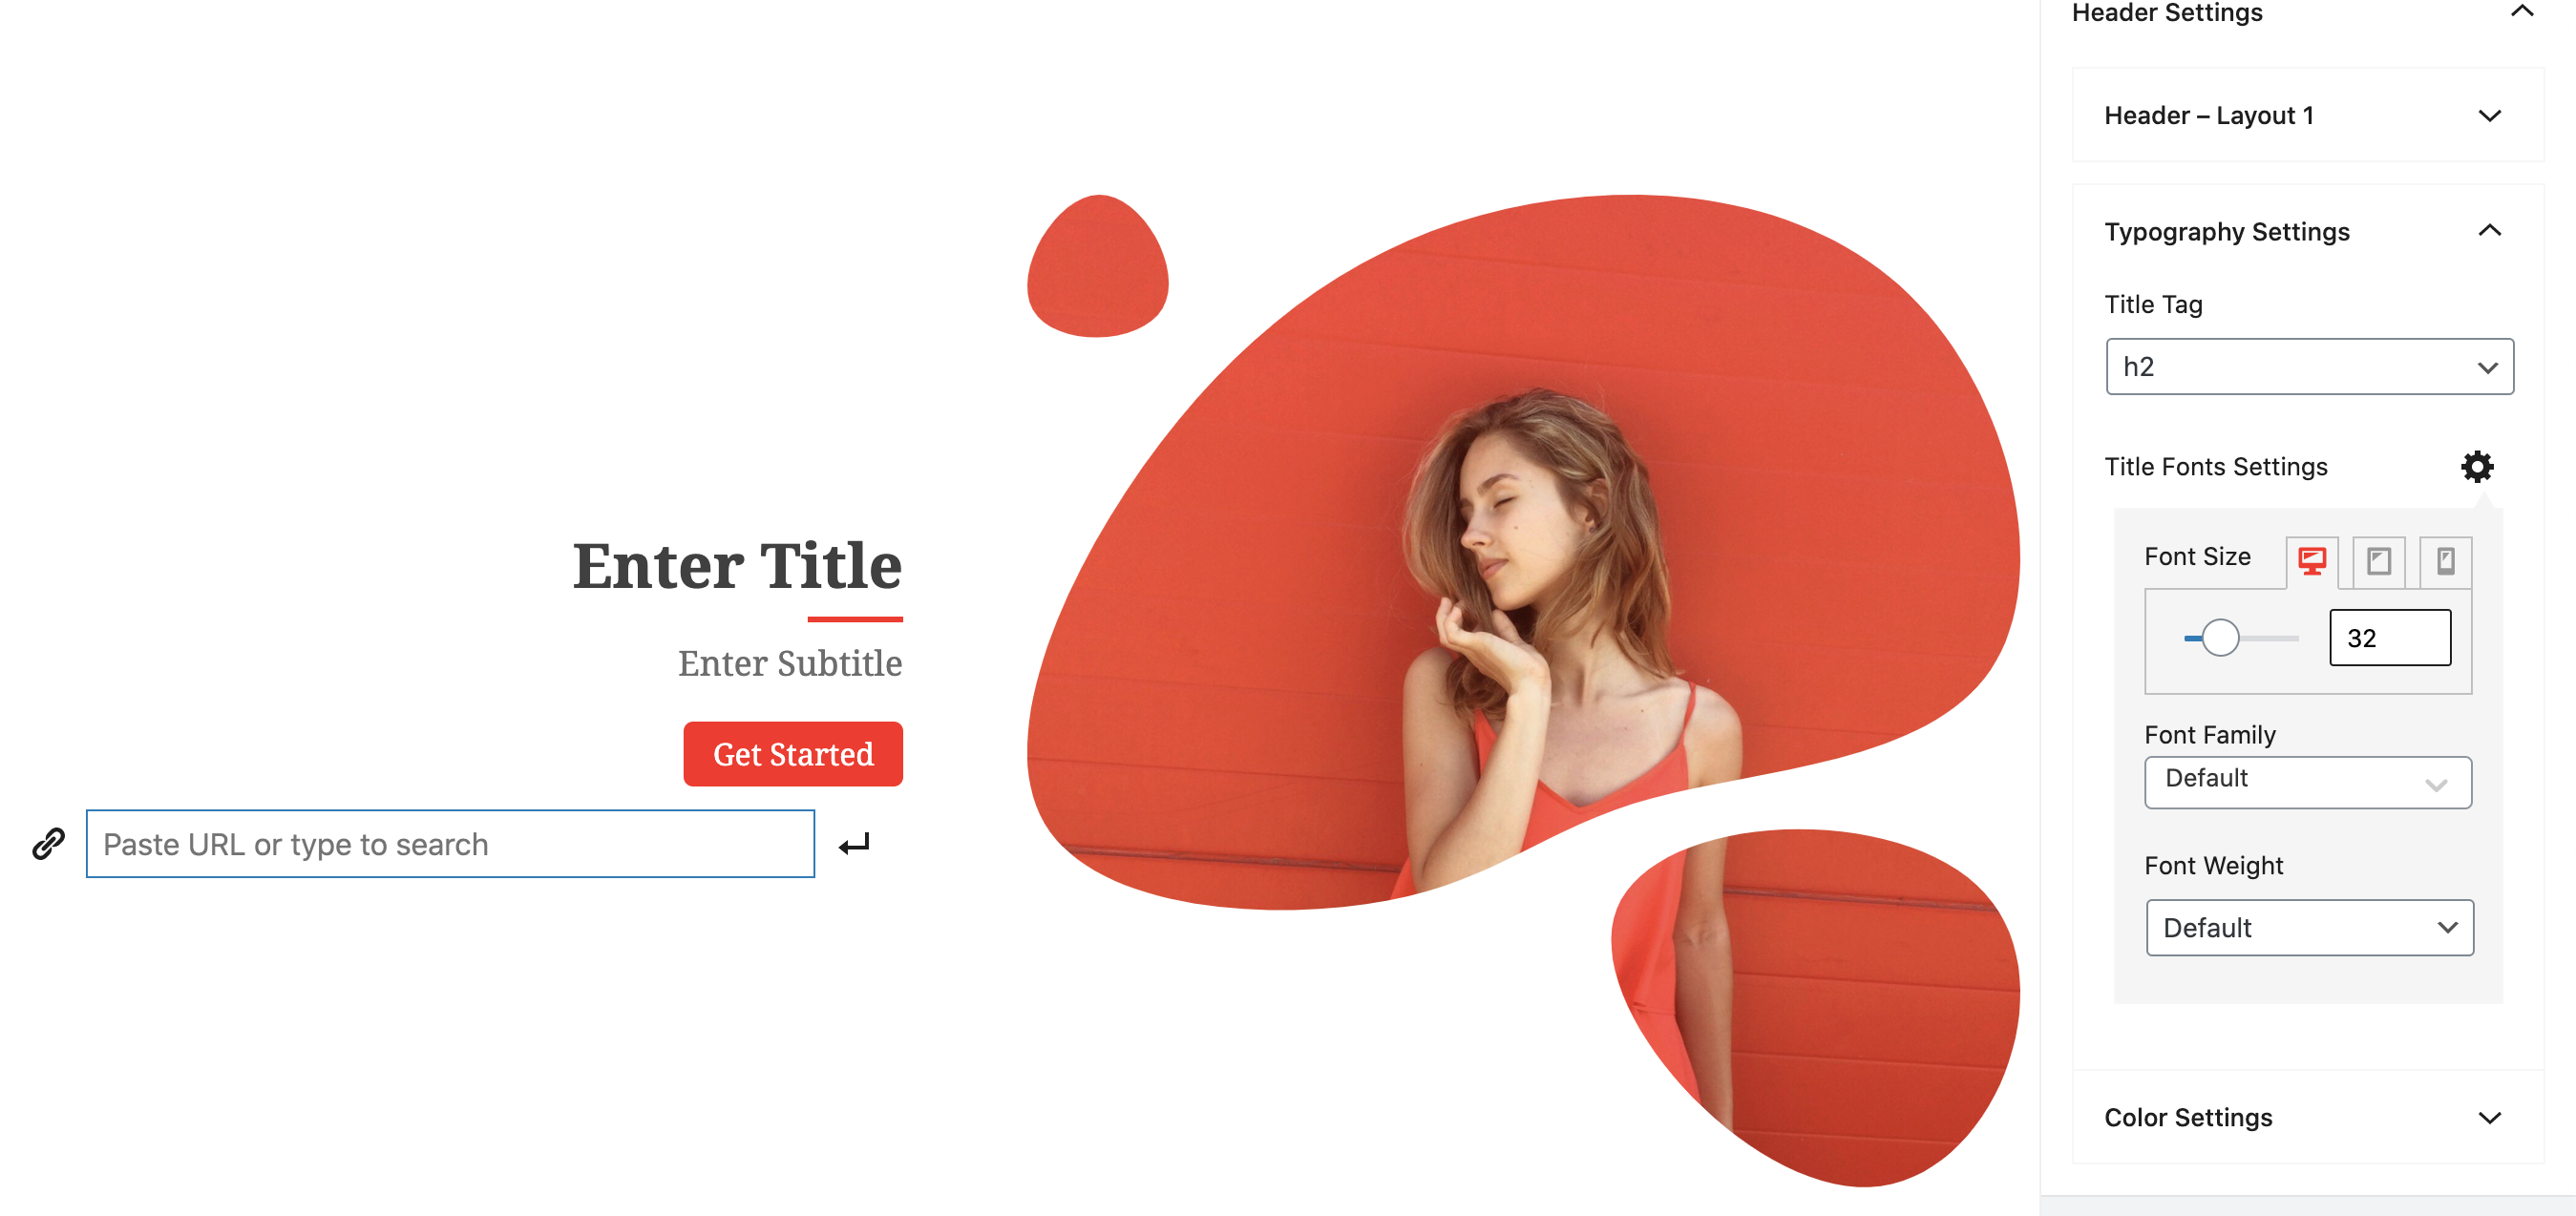 Enter Title
Enter Subtitle
Get Started
Paste URL or type to search
Header Settings
Header – Layout 1
Typography Settings
Title Tag
h2
Title Fonts Settings
Font Size
32
Font Family
Default
Font Weight
Default
Color Settings